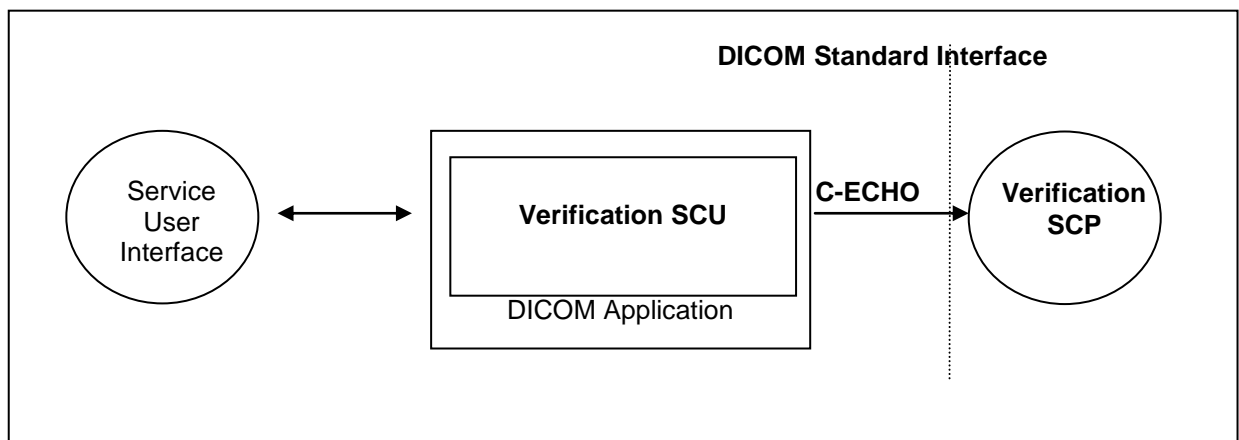 DICOM Standard Interface
Service
User
Interface
Verification SCU
DICOM Application
C-ECHO
Verification
SCP